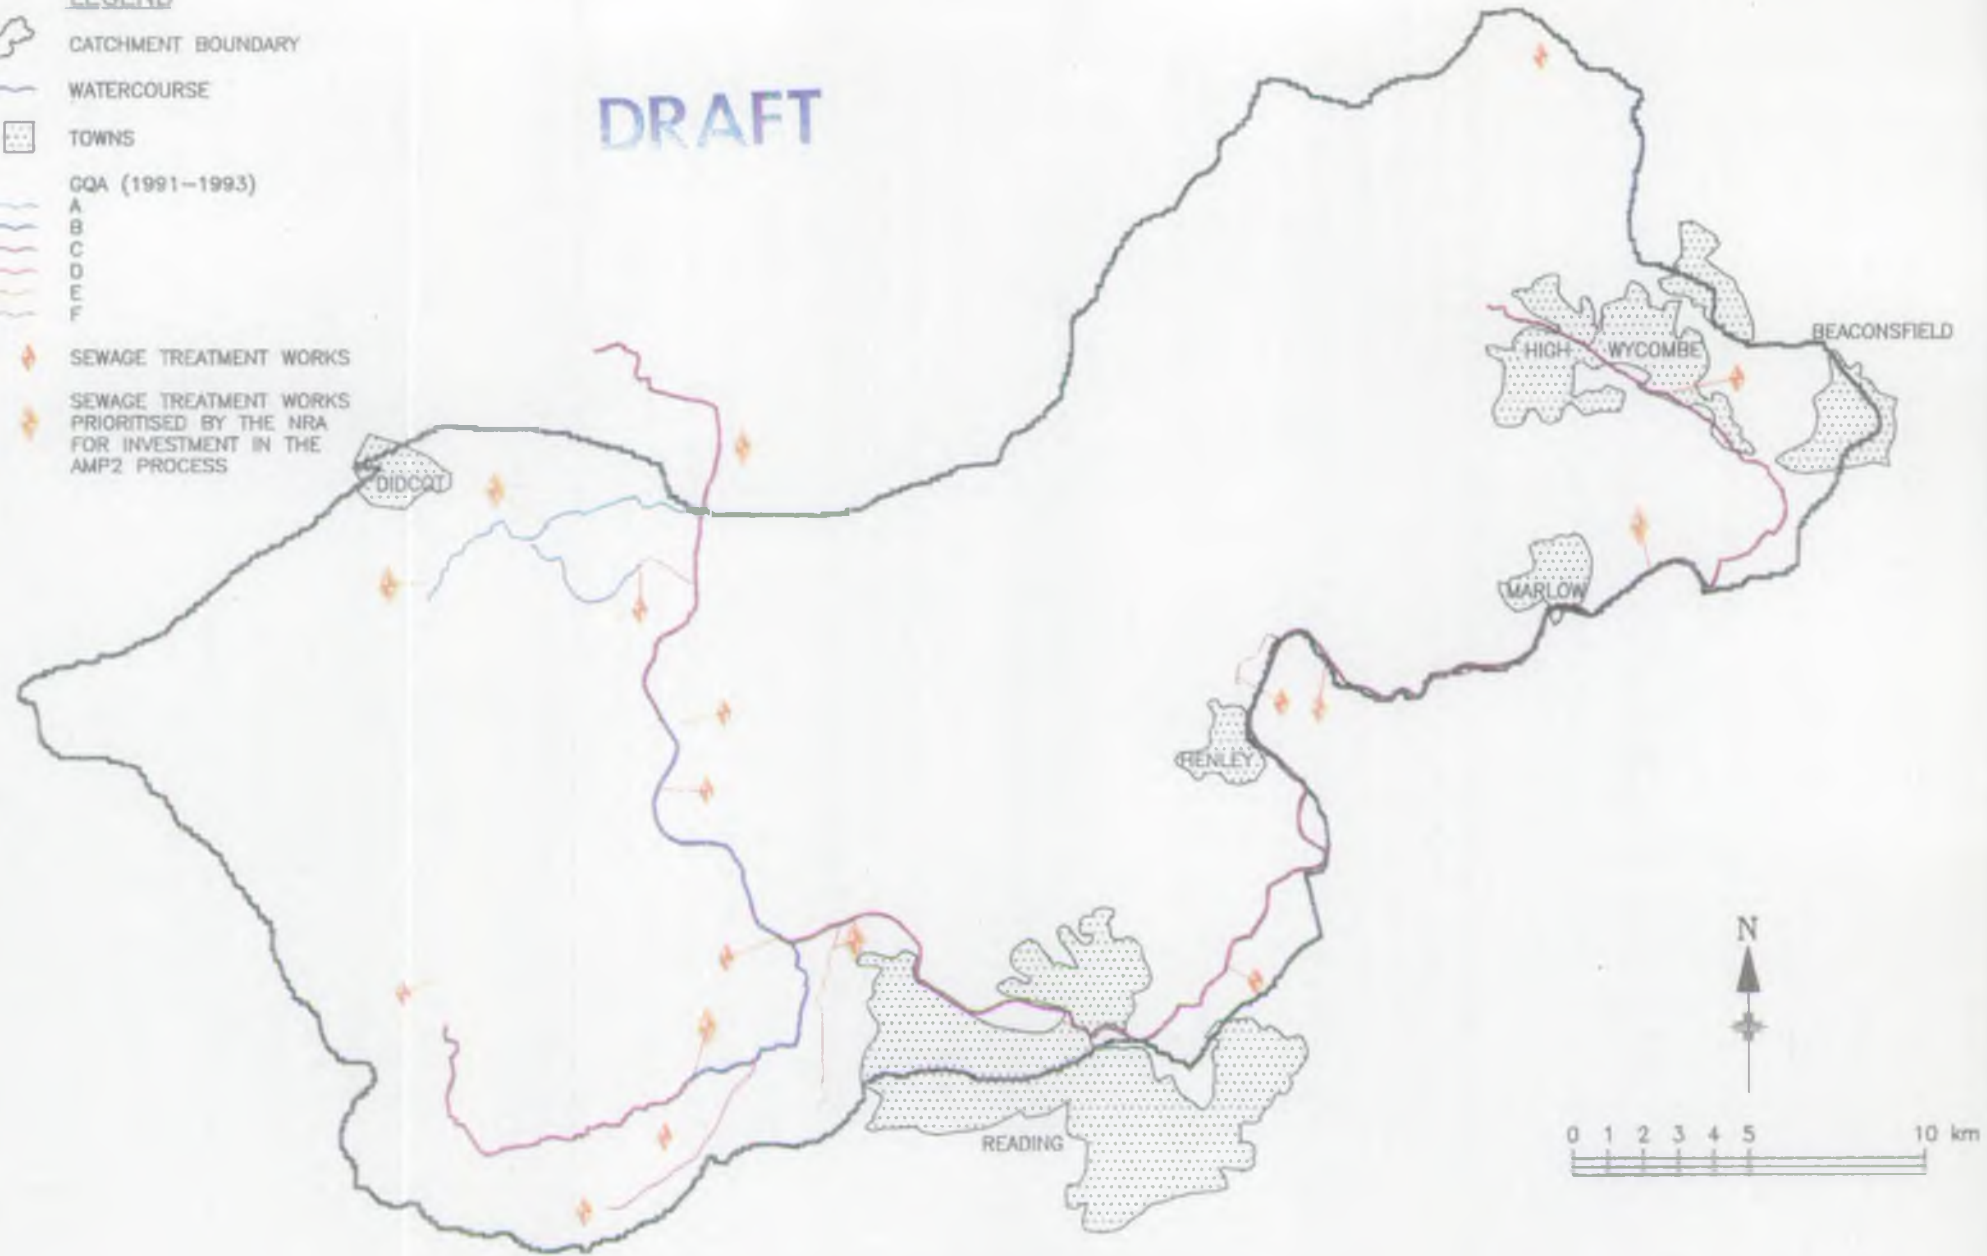 LEGEND
CATCHMENT BOUNDARY
WATERCOURSE
TOWNS
GQA (1991-1993)
A
B
C
D
E
F
SEWAGE TREATMENT WORKS
SEWAGE TREATMENT WORKS
PRIORITISED BY THE NRA
FOR INVESTMENT IN THE
AMP2 PROCESS
DRAFT
BEACONSFIELD
HIGH WYCOMBE
DIDCOT
MARLOW
HENLEY
READING
N
0 1 2 3 4 5 10 km